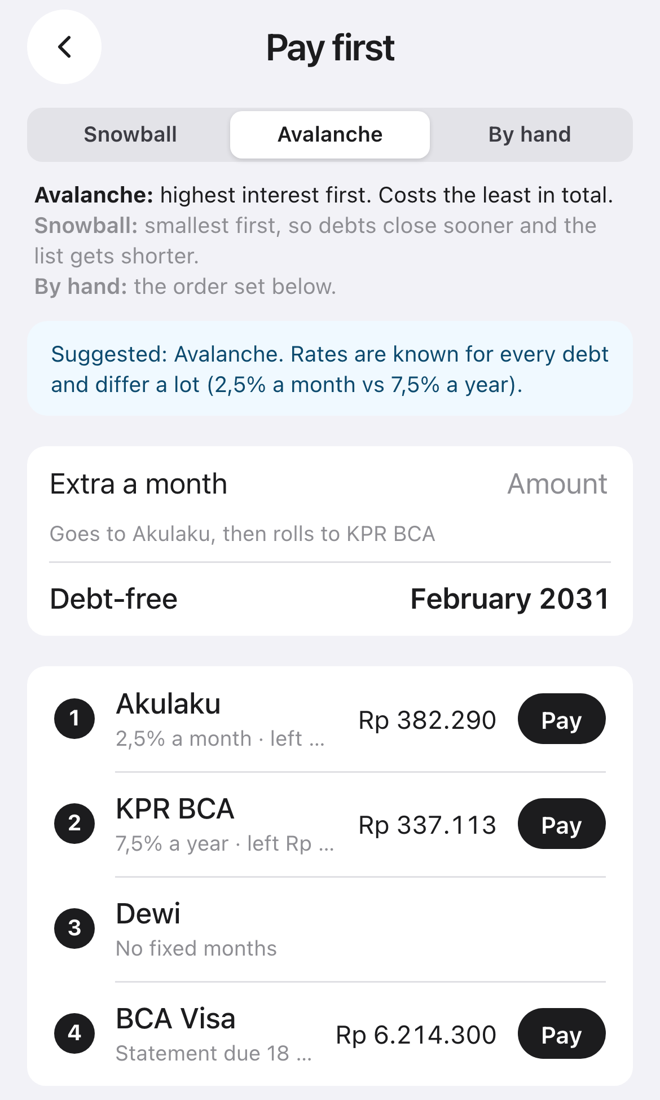 Pay first
Snowball
Avalanche
By hand
Avalanche: highest interest first. Costs the least in total.
Snowball: smallest first, so debts close sooner and the
list gets shorter.
By hand: the order set below.
Suggested: Avalanche. Rates are known for every debt
and differ a lot (2,5% a month vs 7,5% a year).
Extra a month
Amount
Goes to Akulaku, then rolls to KPR BCA
Debt-free
February 2031
1
Akulaku
2,5% a month · left ...
Rp 382.290
Pay
2
KPR BCA
7,5% a year · left Rp ...
Rp 337.113
Pay
3
Dewi
No fixed months
4
BCA Visa
Statement due 18 ...
Rp 6.214.300
Pay